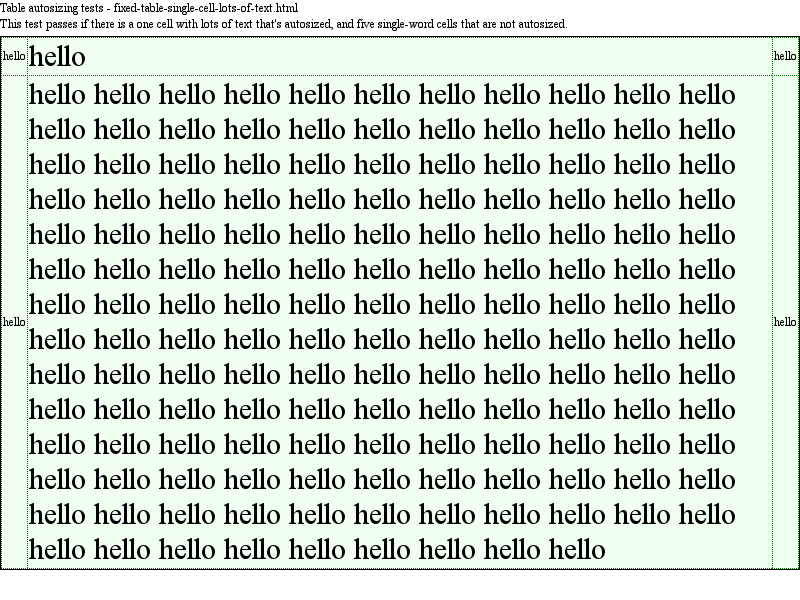 Table autosizing tests - fixed-table-single-cell-lots-of-text.html
This test passes if there is a one cell with lots of text that's autosized, and five single-word cells that are not autosized.
hello hello hello
hello hello hello hello hello hello hello hello hello hello hello
hello hello hello hello hello hello hello hello hello hello hello
hello hello hello hello hello hello hello hello hello hello hello
hello hello hello hello hello hello hello hello hello hello hello
hello hello hello hello hello hello hello hello hello hello hello
hello hello hello hello hello hello hello hello hello hello hello
hello hello hello hello hello hello hello hello hello hello hello
hello
hello hello hello hello hello hello hello hello hello hello hello
hello
hello hello hello hello hello hello hello hello hello hello hello
hello hello hello hello hello hello hello hello hello hello hello
hello hello hello hello hello hello hello hello hello hello hello
hello hello hello hello hello hello hello hello hello hello hello
hello hello hello hello hello hello hello hello hello hello hello
hello hello hello hello hello hello hello hello hello